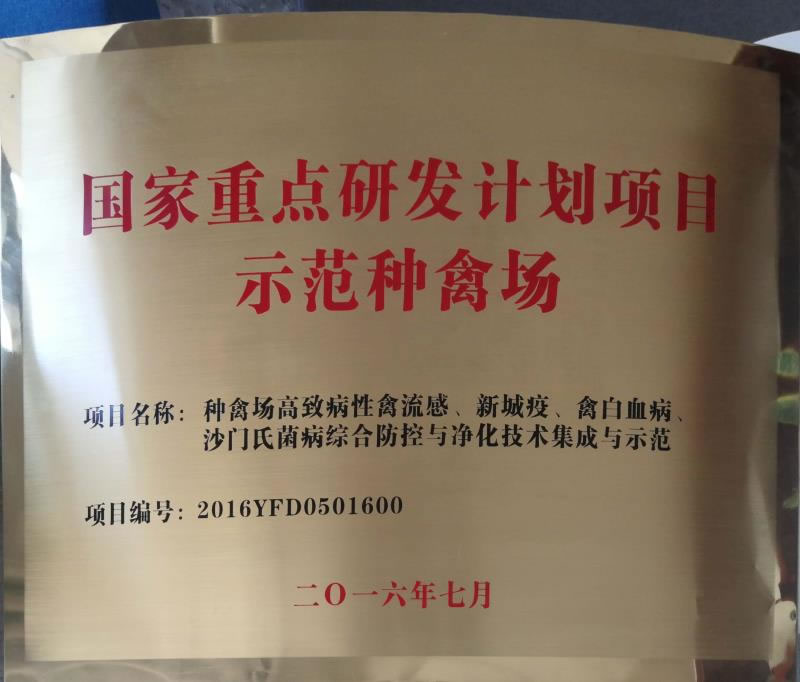 国家重点研发计划项目
示范种禽场
项目名称：种禽场高致病性禽流感、新城疫、禽白血病、
沙门氏菌病综合防控与净化技术集成与示范
项目编号：2016YFD0501600
二〇一六年七月